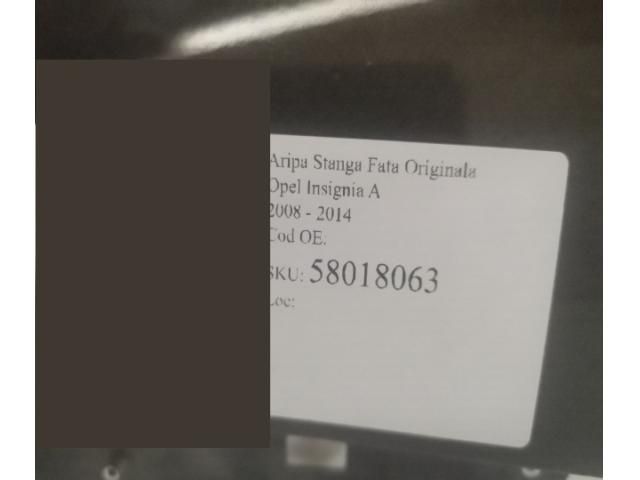 Aripa Stanga Fata Originala
Opel Insignia A
2008 - 2014
Cod OE:
SKU: 58018063
Loc: